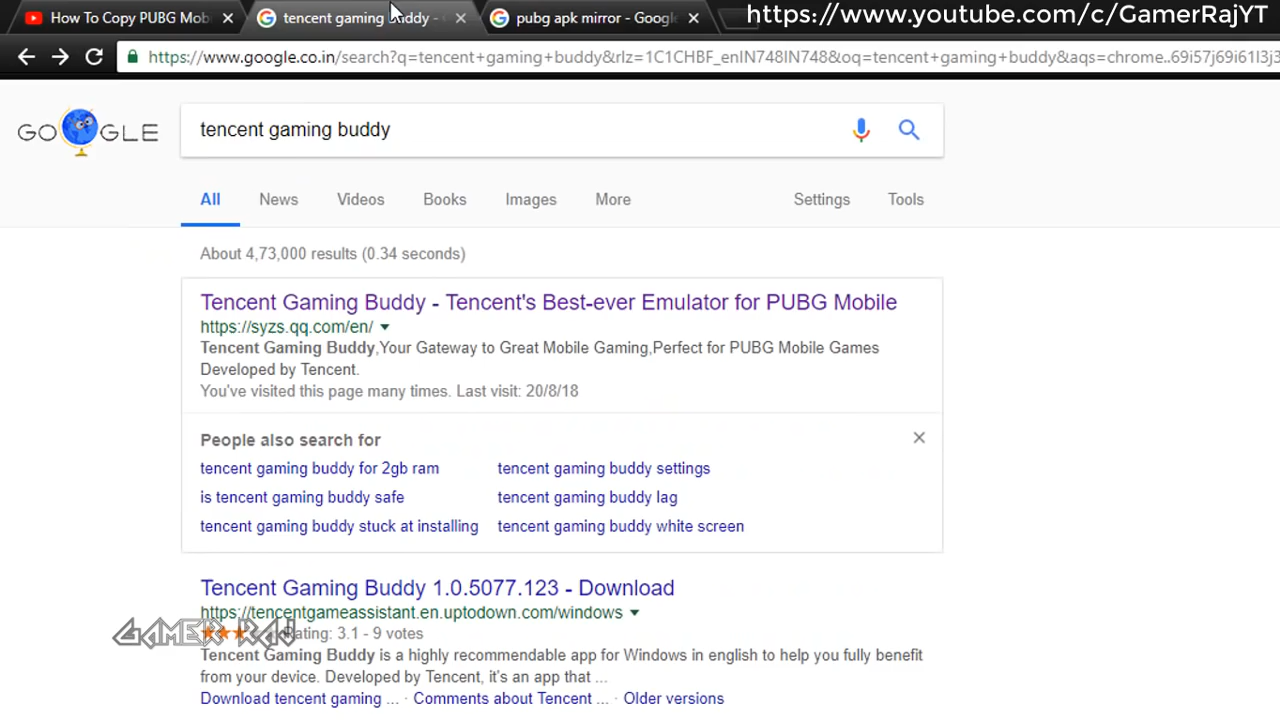 How To Copy PUBG Mob
tencent gaming buddy -
pubg apk mirror - Googl
https://www.youtube.com/c/GamerRajYT
https://www.google.co.in/search?q=tencent+gaming+buddy&rlz=1C1CHBF_enIN748IN748&oq=tencent+gaming+buddy&aqs=chrome..69i57j69i61l3j3
GOOGLE
tencent gaming buddy
All News Videos Books Images More Settings Tools
About 4,73,000 results (0.34 seconds)
Tencent Gaming Buddy - Tencent's Best-ever Emulator for PUBG Mobile
https://syzs.qq.com/en/
Tencent Gaming Buddy,Your Gateway to Great Mobile Gaming,Perfect for PUBG Mobile Games
Developed by Tencent.
You've visited this page many times. Last visit: 20/8/18
People also search for
tencent gaming buddy for 2gb ram tencent gaming buddy settings
is tencent gaming buddy safe tencent gaming buddy lag
tencent gaming buddy stuck at installing tencent gaming buddy white screen
Tencent Gaming Buddy 1.0.5077.123 - Download
https://tencentgameassistant.en.uptodown.com/windows
GAMER RAJ
Rating: 3.1 - 9 votes
Tencent Gaming Buddy is a highly recommendable app for Windows in english to help you fully benefit
from your device. Developed by Tencent, it's an app that ...
Download tencent gaming ... · Comments about Tencent ... · Older versions